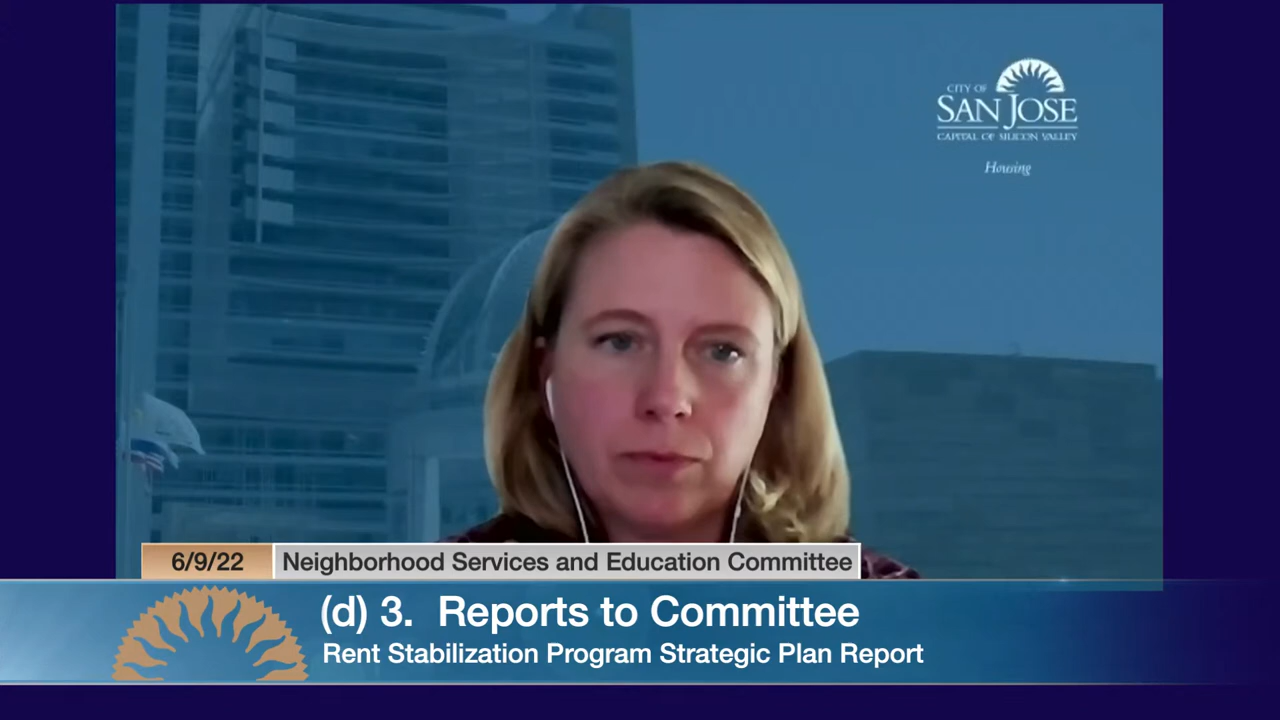 CITY OF
SAN JOSE
CAPITAL OF SILICON VALLEY
Housing
6/9/22 Neighborhood Services and Education Committee
(d) 3. Reports to Committee
Rent Stabilization Program Strategic Plan Report